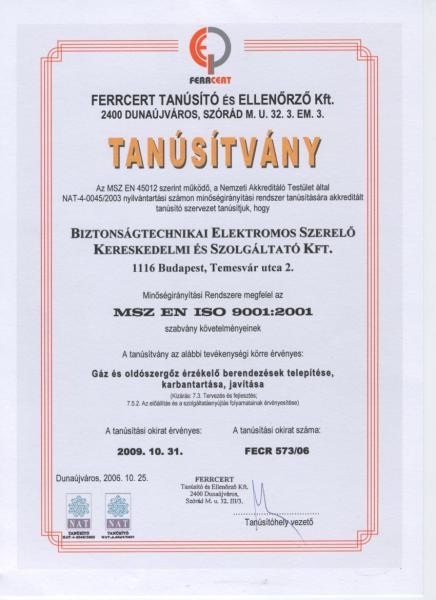 FERRCERT
FERRCERT TANÚSÍTÓ ÉS ELLENŐRZŐ Kft.
2400 DUNAÚJVÁROS, SZÓRÁD M. U. 32. 3. EM. 3.
TANÚSÍTVÁNY
Az MSZ EN 45012 szerint működő, a Nemzeti Akkreditáló Testület által
NAT-4-0045/2003 nyilvántartási számon minőségirányítási rendszer tanúsítására akkreditált
tanúsító szervezet tanúsítjuk, hogy
BIZTONSÁGTECHNIKAI ELEKTROMOS SZERELŐ
KERESKEDELMI ÉS SZOLGÁLTATÓ KFT.
1116 Budapest, Temesvár utca 2.
Minőségirányítási Rendszere megfelel az
MSZ EN ISO 9001:2001
szabvány követelményeinek
A tanúsítvány az alábbi tevékenységi körre érvényes:
Gáz és oldószergőz érzékelő berendezések telepítése,
karbantartása, javítása
(Kizárás: 7.3. Tervezés és fejlesztés;
7.5.2. Az előállítás és a szolgáltatásnyújtás folyamatainak érvényesítése)
A tanúsítási okirat érvényes: A tanúsítási okirat száma:
2009. 10. 31. FECR 573/06
Dunaújváros, 2006. 10. 25.
FERRCERT
Tanúsító és Ellenőrző Kft.
2400 Dunaújváros,
Szórád M. u. 32. III/3.
Tanúsítóhely vezető
NAT NAT
TANÚSÍTÓ TANÚSÍTÓ
NAT-4-0045/2003